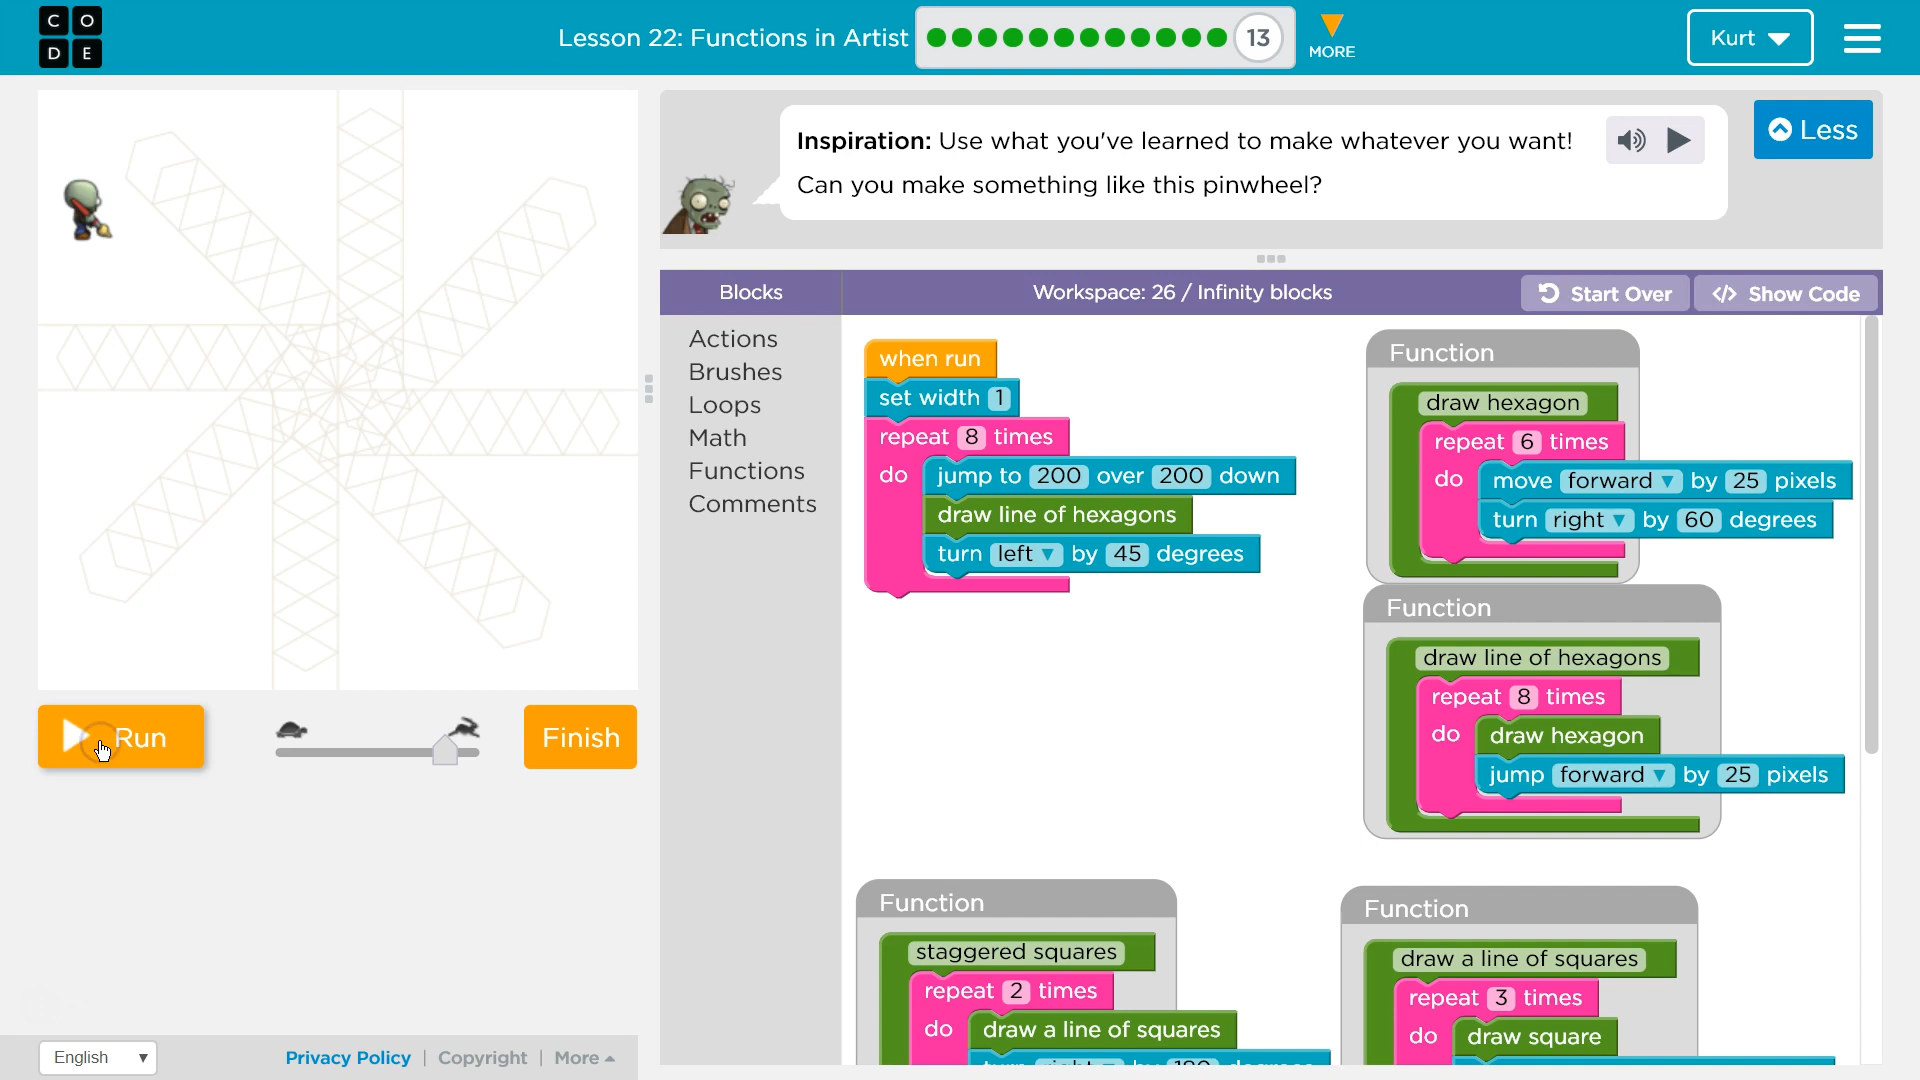 C O
D E
Lesson 22: Functions in Artist
13
MORE
Kurt
Inspiration: Use what you've learned to make whatever you want!
Can you make something like this pinwheel?
Less
Blocks
Workspace: 26 / Infinity blocks
Start Over
</> Show Code
Actions
Brushes
Loops
Math
Functions
Comments
when run
set width 1
repeat 8 times
do jump to 200 over 200 down
draw line of hexagons
turn left by 45 degrees
Function
draw hexagon
repeat 6 times
do move forward by 25 pixels
turn right by 60 degrees
Function
draw line of hexagons
repeat 8 times
do draw hexagon
jump forward by 25 pixels
Function
staggered squares
repeat 2 times
do draw a line of squares
turn right by 180 degrees
Function
draw a line of squares
repeat 3 times
do draw square
Run
Finish
English
Privacy Policy | Copyright | More